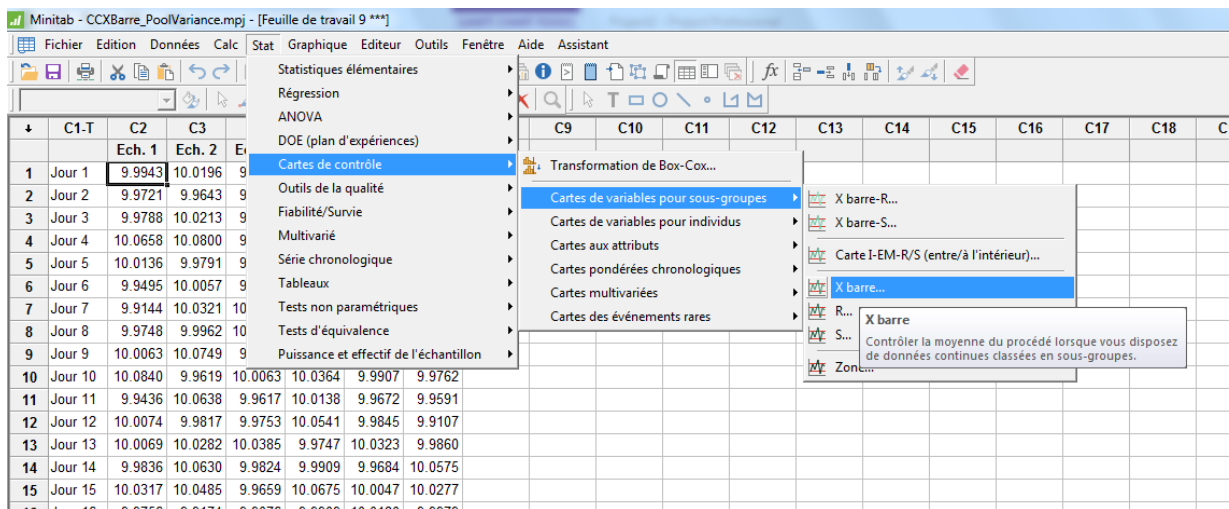 Minitab - CCXBarre_PoolVariance.mpj - [Feuille de travail 9 ***]
Fichier Edition Données Calc Stat Graphique Editeur Outils Fenêtre Aide Assistant
Statistiques élémentaires
Régression
ANOVA
DOE (plan d'expériences)
Cartes de contrôle
Outils de la qualité
Fiabilité/Survie
Multivarié
Série chronologique
Tableaux
Tests non paramétriques
Tests d'équivalence
Puissance et effectif de l'échantillon
Transformation de Box-Cox...
Cartes de variables pour sous-groupes
Cartes de variables pour individus
Cartes aux attributs
Cartes pondérées chronologiques
Cartes multivariées
Cartes des événements rares
X barre-R...
X barre-S...
Carte I-EM-R/S (entre/à l'intérieur)...
X barre...
R...
S...
Zone...
X barre
Contrôler la moyenne du procédé lorsque vous disposez
de données continues classées en sous-groupes.
C1-T C2 C3 C9 C10 C11 C12 C13 C14 C15 C16 C17 C18 C
Ech. 1 Ech. 2 E
1 Jour 1 9.9943 10.0196 9
2 Jour 2 9.9721 9.9643 9
3 Jour 3 9.9788 10.0213 9
4 Jour 4 10.0658 10.0800 9
5 Jour 5 10.0136 9.9791 9
6 Jour 6 9.9495 10.0057 9
7 Jour 7 9.9144 10.0321 10
8 Jour 8 9.9748 9.9962 10
9 Jour 9 10.0063 10.0749 9
10 Jour 10 10.0840 9.9619 10.0063 10.0364 9.9907 9.9762
11 Jour 11 9.9436 10.0638 9.9617 10.0138 9.9672 9.9591
12 Jour 12 10.0074 9.9817 9.9753 10.0541 9.9845 9.9107
13 Jour 13 10.0069 10.0282 10.0385 9.9747 10.0323 9.9860
14 Jour 14 9.9836 10.0630 9.9824 9.9909 9.9684 10.0575
15 Jour 15 10.0317 10.0485 9.9659 10.0675 10.0047 10.0277